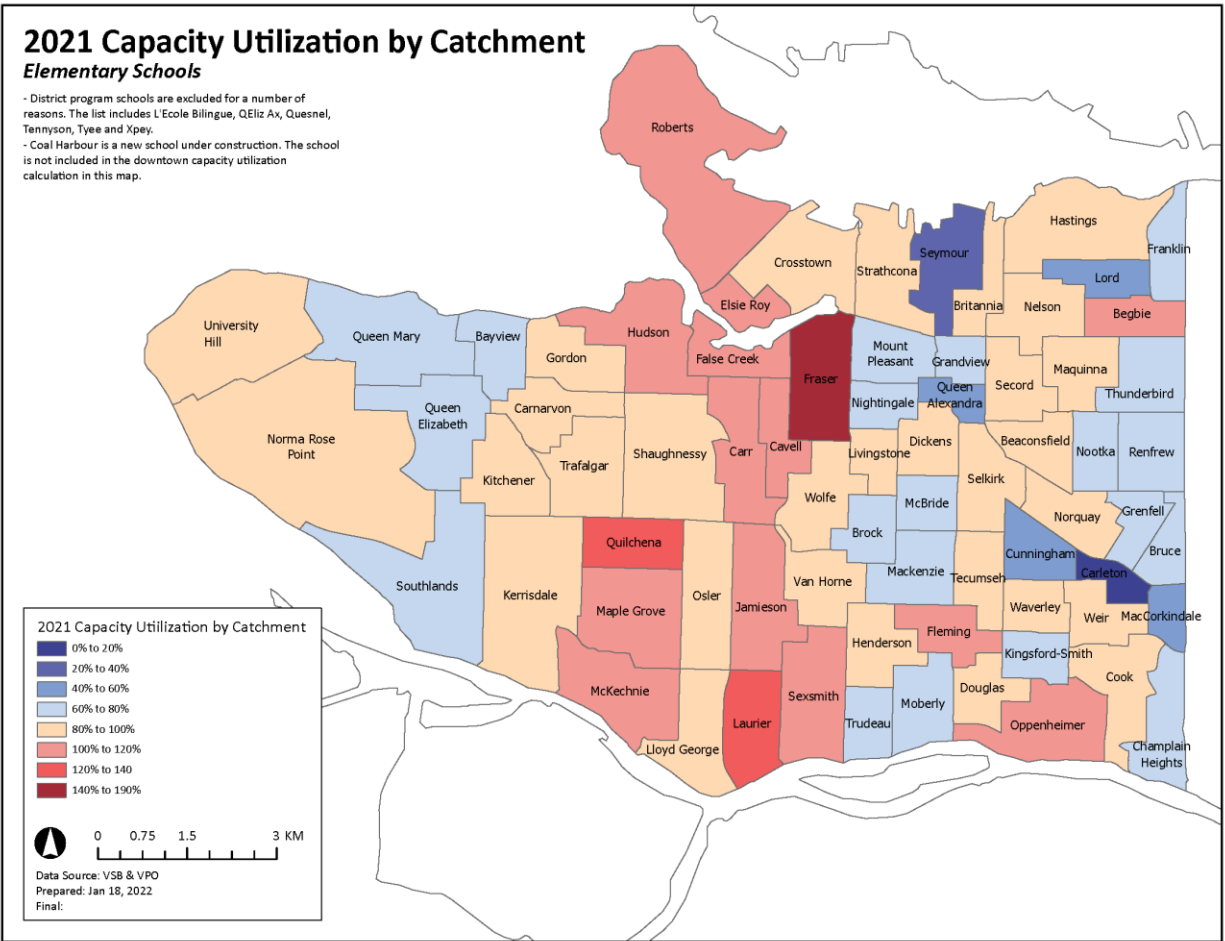 2021 Capacity Utilization by Catchment
Elementary Schools
- District program schools are excluded for a number of
reasons. The list includes L'Ecole Bilingue, QEliz Ax, Quesnel,
Tennyson, Tyee and Xpey.
- Coal Harbour is a new school under construction. The school
is not included in the downtown capacity utilization
calculation in this map.
Roberts
Hastings
Franklin
Seymour
Crosstown
Strathcona
Lord
Elsie Roy
Britannia
Nelson
Begbie
University
Hill
Queen Mary
Bayview
Hudson
False Creek
Gordon
Mount
Pleasant
Grandview
Maquinna
Fraser
Queen
Alexandra
Secord
Thunderbird
Nightingale
Carnarvon
Queen
Elizabeth
Norma Rose
Point
Dickens
Beaconsfield
Cavell
Carr
Livingstone
Nootka
Renfrew
Shaughnessy
Trafalgar
Kitchener
Selkirk
Wolfe
McBride
Norquay
Grenfell
Brock
Quilchena
Cunningham
Bruce
Carleton
Mackenzie
Tecumseh
Van Horne
Southlands
Kerrisdale
Osler
Maple Grove
Jamieson
Waverley
Weir
MacCorkindale
Fleming
Henderson
Kingsford-Smith
Cook
McKechnie
Sexsmith
Douglas
Moberly
Laurier
Trudeau
Oppenheimer
Lloyd George
Champlain
Heights
2021 Capacity Utiilization by Catchment
0% to 20%
20% to 40%
40% to 60%
60% to 80%
80% to 100%
100% to 120%
120% to 140
140% to 190%
0 0.75 1.5 3 KM
Data Source: VSB & VPO
Prepared: Jan 18, 2022
Final: